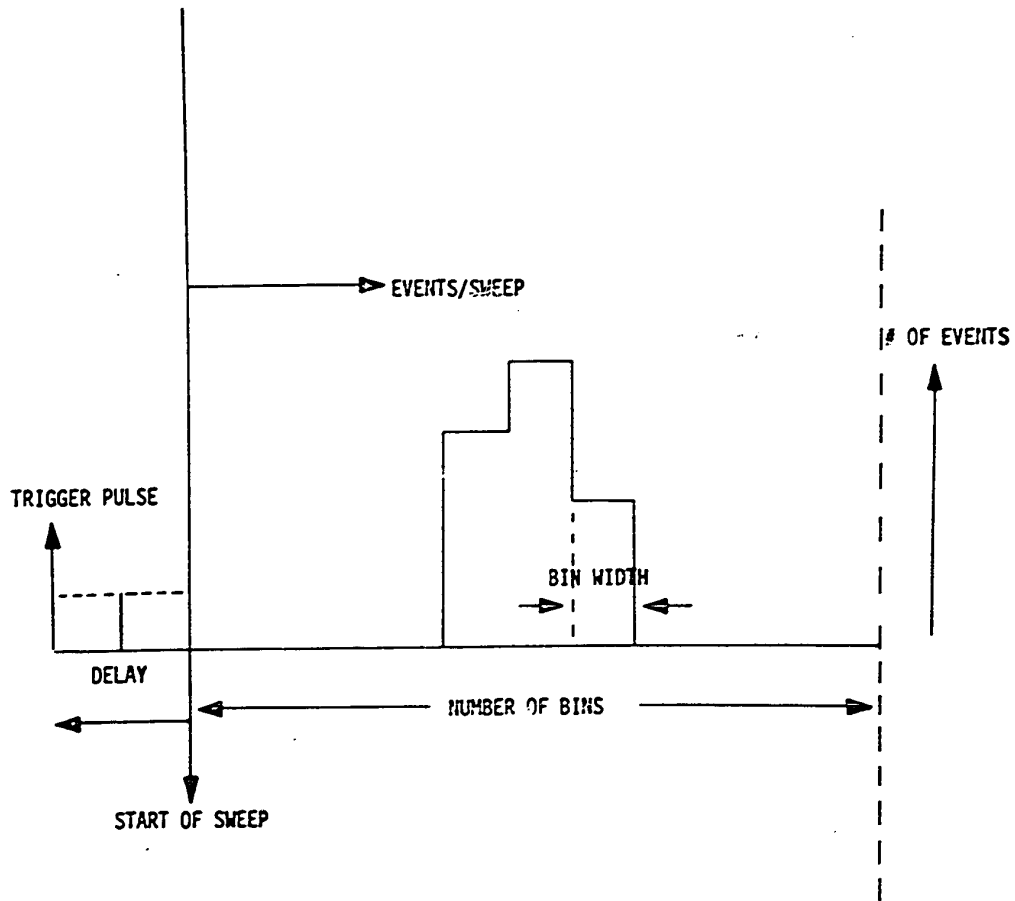 EVENTS/SWEEP
# OF EVENTS
TRIGGER PULSE
BIN WIDTH
DELAY
NUMBER OF BINS
START OF SWEEP